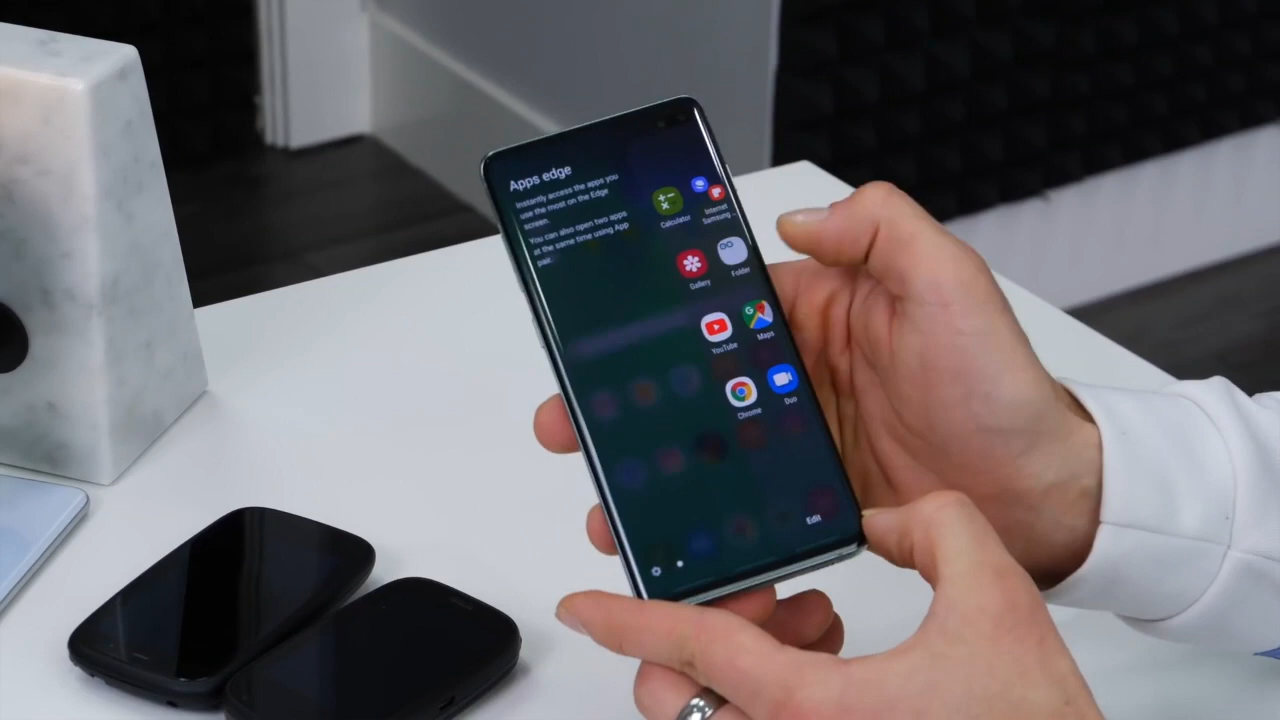 Apps edge
Instantly access the apps you
use the most on the Edge
screen.
You can also open two apps
at the same time using App
pair.
Calculator
Internet
Samsung ...
Gallery
Folder
YouTube
Maps
Chrome
Duo
Edit